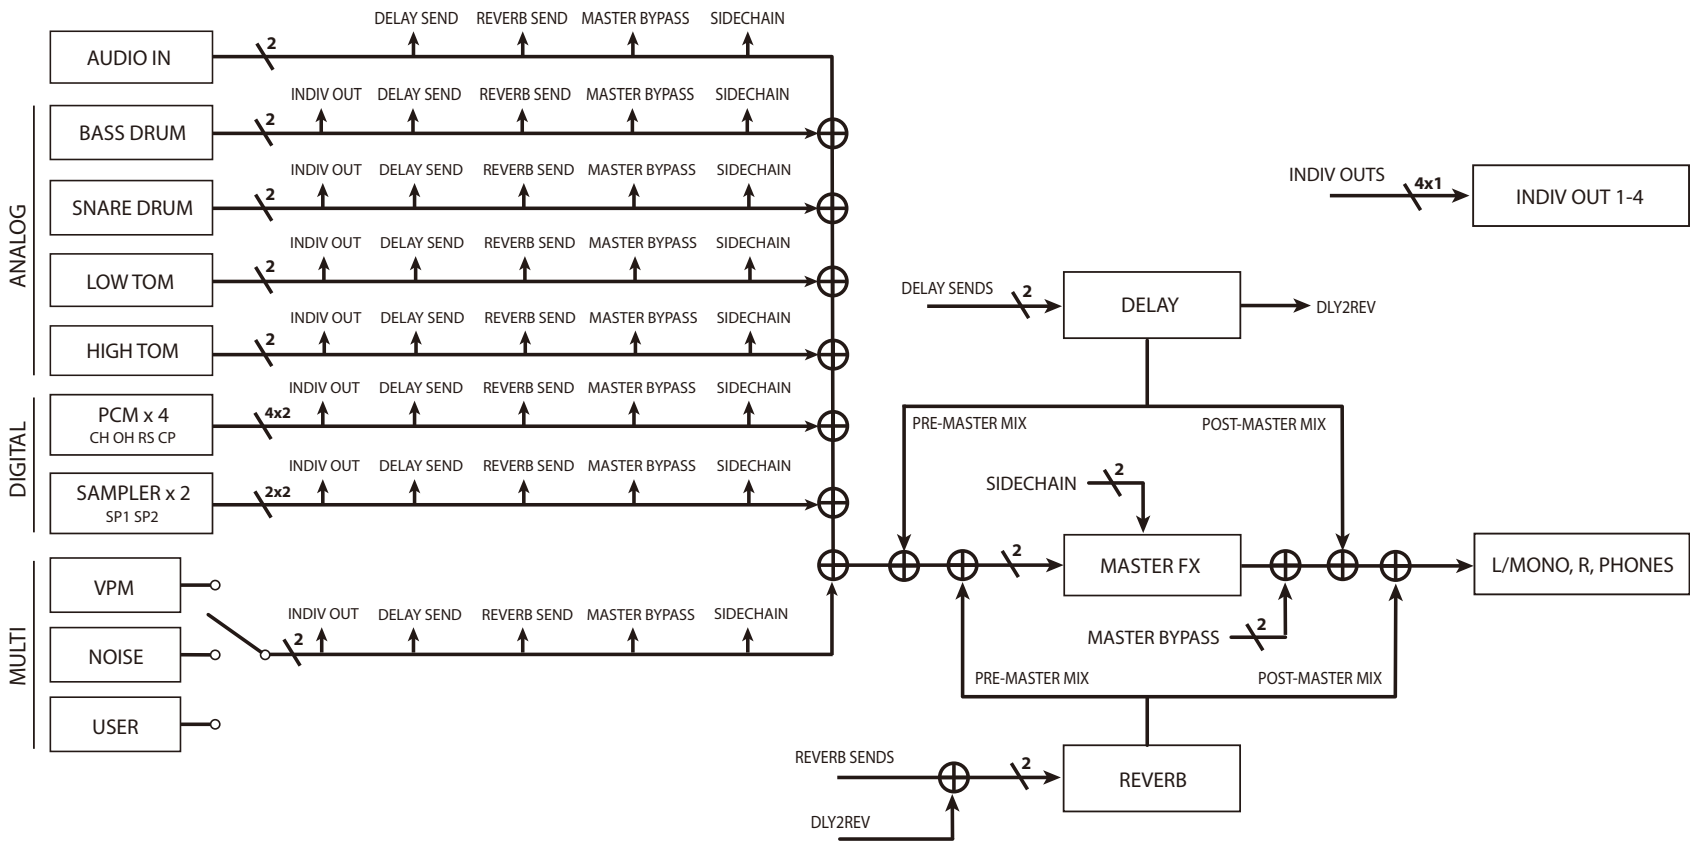 DELAY SEND REVERB SEND MASTER BYPASS SIDECHAIN
AUDIO IN 2
INDIV OUT DELAY SEND REVERB SEND MASTER BYPASS SIDECHAIN
BASS DRUM 2
INDIV OUT DELAY SEND REVERB SEND MASTER BYPASS SIDECHAIN
SNARE DRUM 2
INDIV OUT DELAY SEND REVERB SEND MASTER BYPASS SIDECHAIN
LOW TOM 2
INDIV OUT DELAY SEND REVERB SEND MASTER BYPASS SIDECHAIN
HIGH TOM 2
ANALOG
INDIV OUT DELAY SEND REVERB SEND MASTER BYPASS SIDECHAIN
PCM x 4 4x2
CH OH RS CP
INDIV OUT DELAY SEND REVERB SEND MASTER BYPASS SIDECHAIN
SAMPLER x 2 2x2
SP1 SP2
DIGITAL
VPM
INDIV OUT DELAY SEND REVERB SEND MASTER BYPASS SIDECHAIN
NOISE 2
USER
MULTI
INDIV OUTS 4x1 INDIV OUT 1-4
DELAY SENDS 2 DELAY DLY2REV
PRE-MASTER MIX POST-MASTER MIX
SIDECHAIN 2
2 MASTER FX L/MONO, R, PHONES
MASTER BYPASS 2
PRE-MASTER MIX POST-MASTER MIX
REVERB SENDS 2 REVERB
DLY2REV